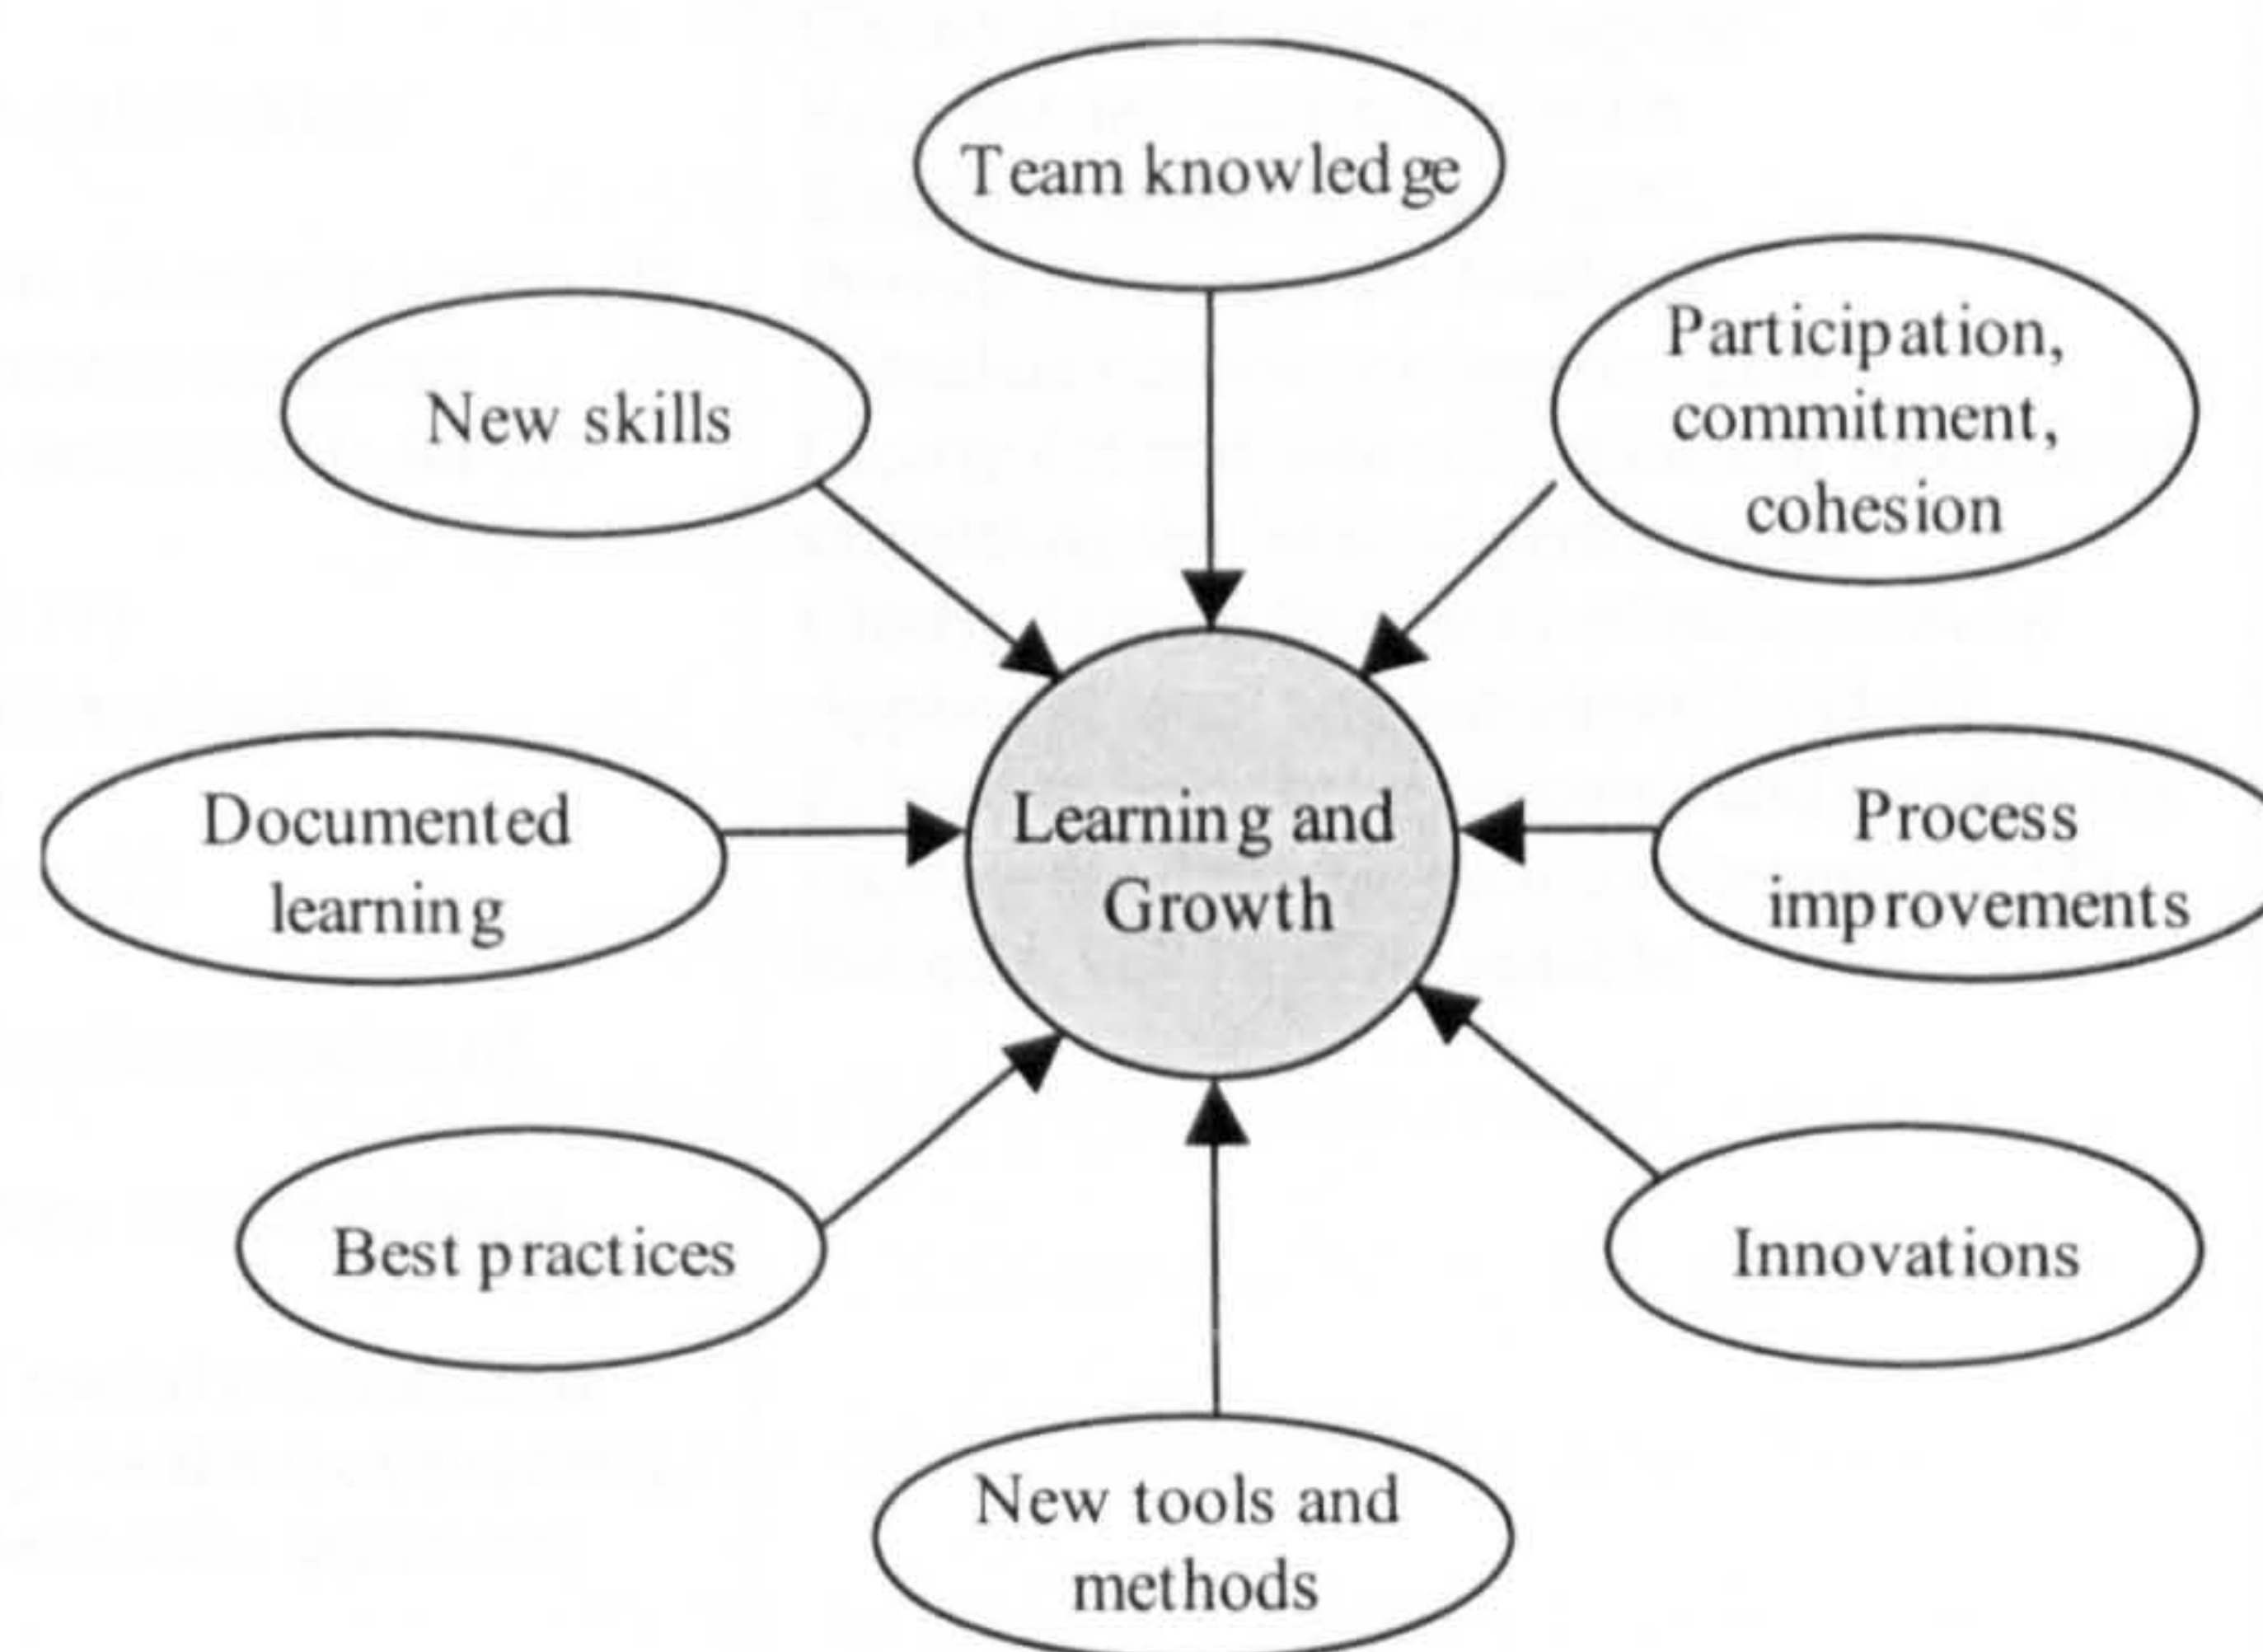 Team knowledge
Participation,
commitment,
cohesion
New skills
Documented
learning
Learning and
Growth
Process
improvements
Best practices
Innovations
New tools and
methods